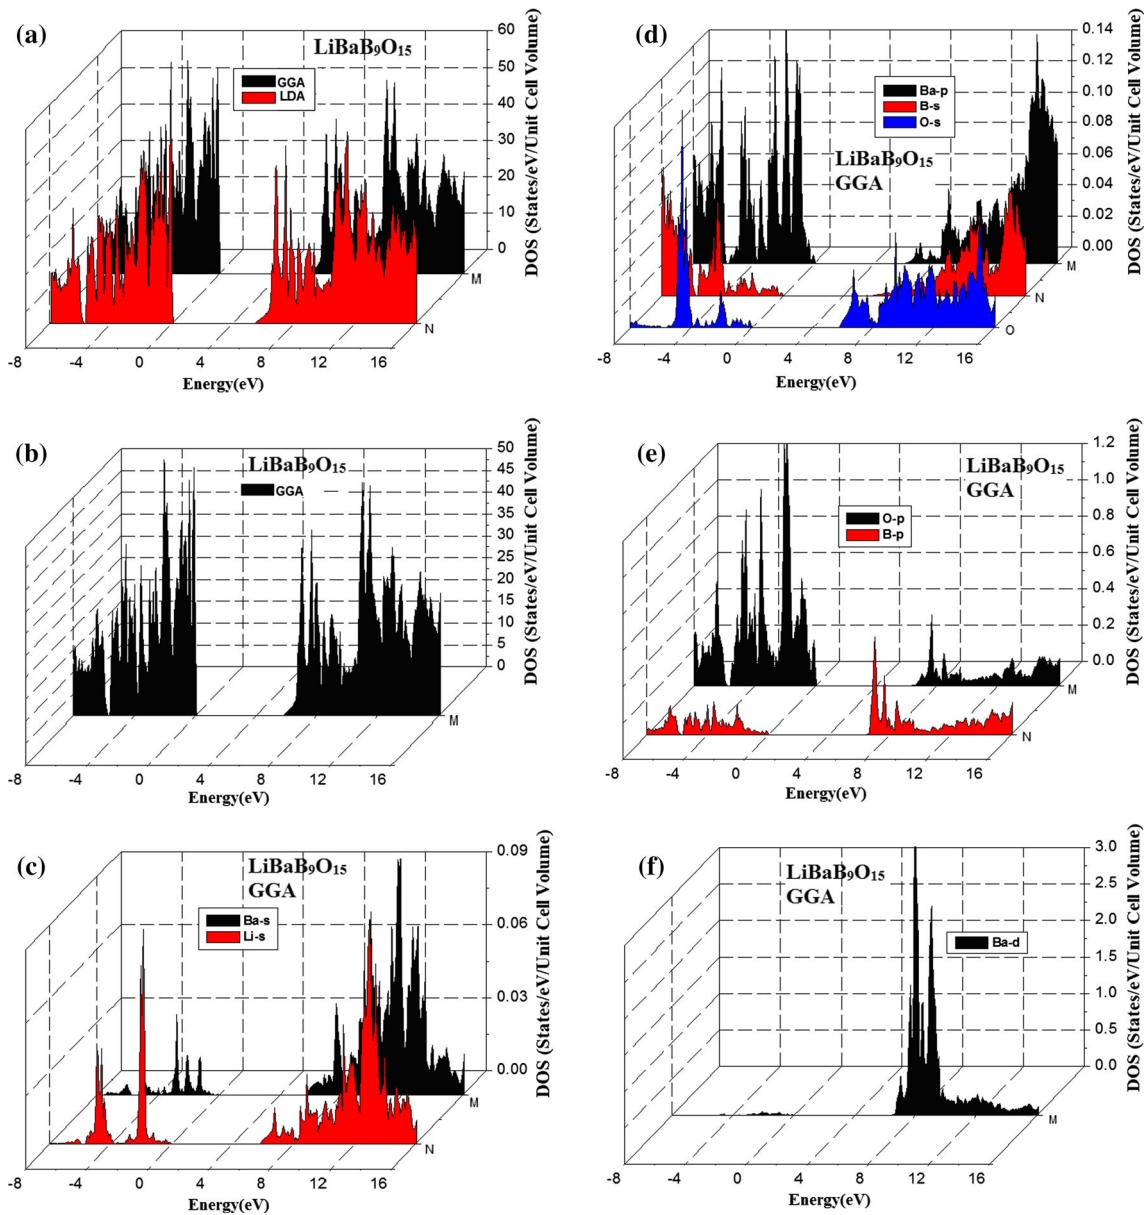 (a)
LiBaB9O15
GGA
LDA
60
50
40
30
20
10
0
DOS (States/eV/Unit Cell Volume)
M
N
-8 -4 0 4 8 12 16
Energy(eV)
(d)
Ba-p
B-s
O-s
LiBaB9O15
GGA
0.14
0.12
0.10
0.08
0.06
0.04
0.02
0.00
DOS (States/eV/Unit Cell Volume)
M
N
O
-8 -4 0 4 8 12 16
Energy(eV)
(b)
LiBaB9O15
GGA
50
45
40
35
30
25
20
15
10
5
0
DOS (States/eV/Unit Cell Volume)
M
-8 -4 0 4 8 12 16
Energy(eV)
(e)
LiBaB9O15
GGA
O-p
B-p
1.2
1.0
0.8
0.6
0.4
0.2
0.0
DOS (States/eV/Unit Cell Volume)
M
N
-8 -4 0 4 8 12 16
Energy(eV)
(c)
LiBaB9O15
GGA
Ba-s
Li-s
0.09
0.06
0.03
0.00
DOS (States/eV/Unit Cell Volume)
M
N
-8 -4 0 4 8 12 16
Energy(eV)
(f)
LiBaB9O15
GGA
Ba-d
3.0
2.5
2.0
1.5
1.0
0.5
0.0
DOS (States/eV/Unit Cell Volume)
M
-8 -4 0 4 8 12 16
Energy(eV)